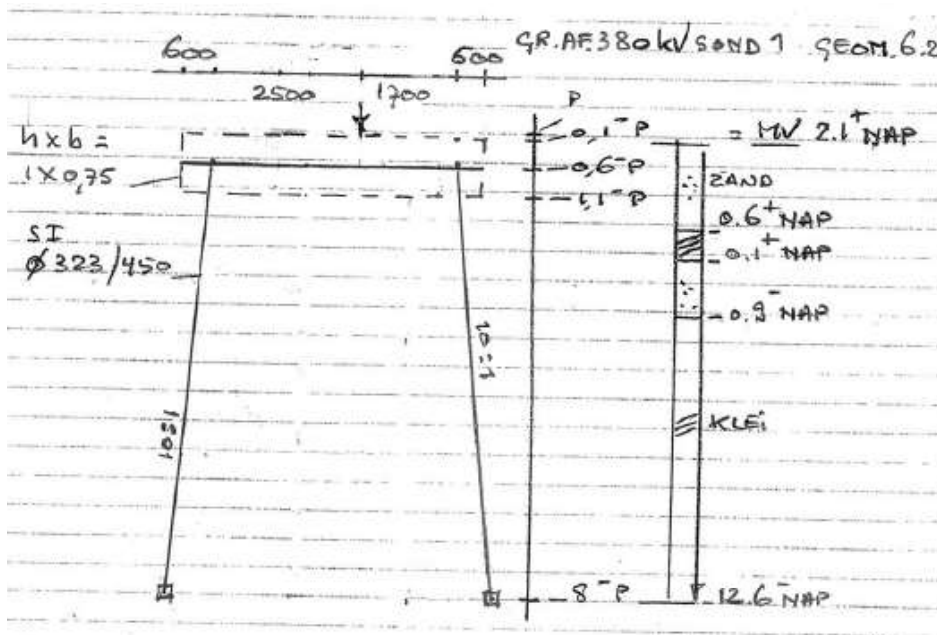 GR.AF.380kV SOND 1 GEOM.6.2
600 600
2500 1700
P
h x b =
1 x 0,75
0,1⁻P = MV 2.1⁺ NAP
0,6⁻P
1,1⁻P
ZAND
0.6⁺ NAP
0.1⁺ NAP
0.9⁻ NAP
SI
ø 323/450
10:1
10:1
KLEi
8⁻P 12.6⁻ NAP